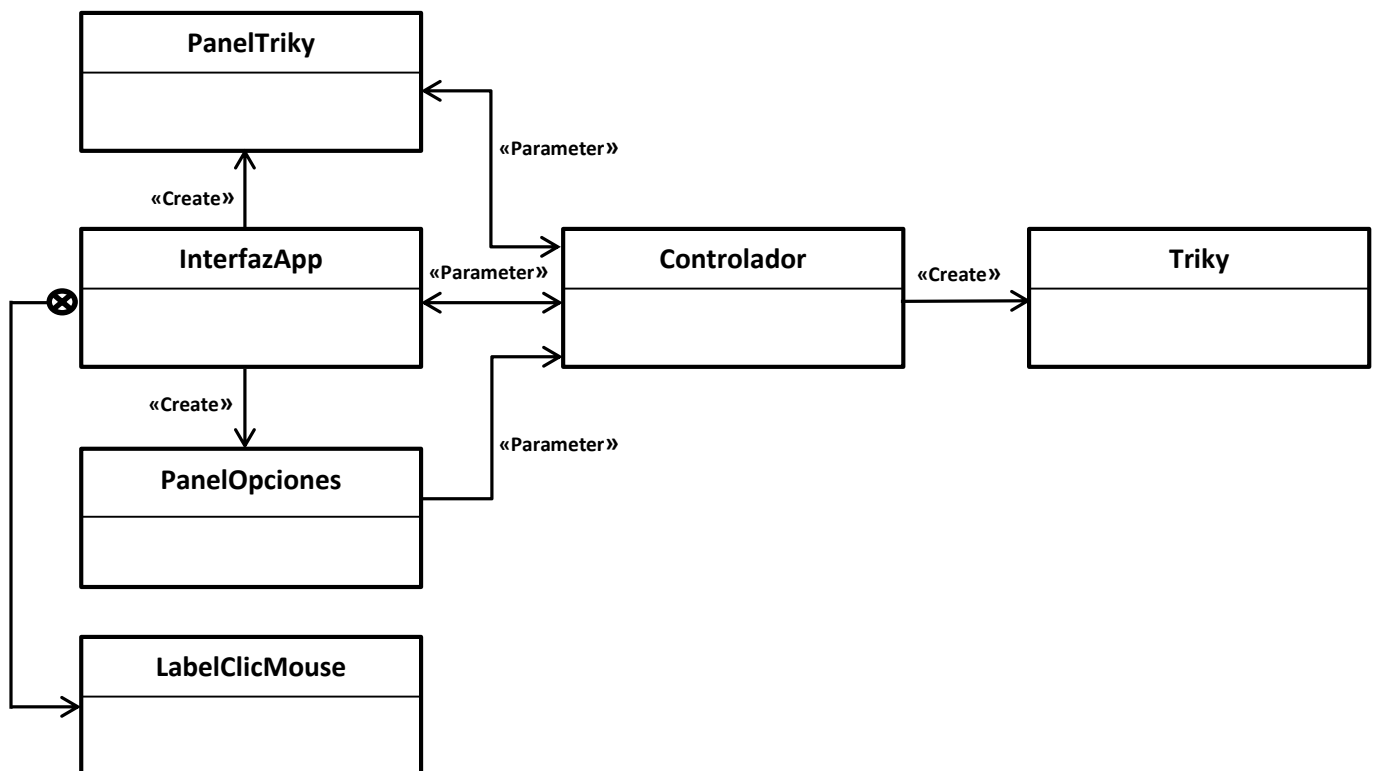 PanelTriky
«Parameter»
«Create»
InterfazApp
«Parameter»
Controlador
«Create»
Triky
«Create»
«Parameter»
PanelOpciones
LabelClicMouse